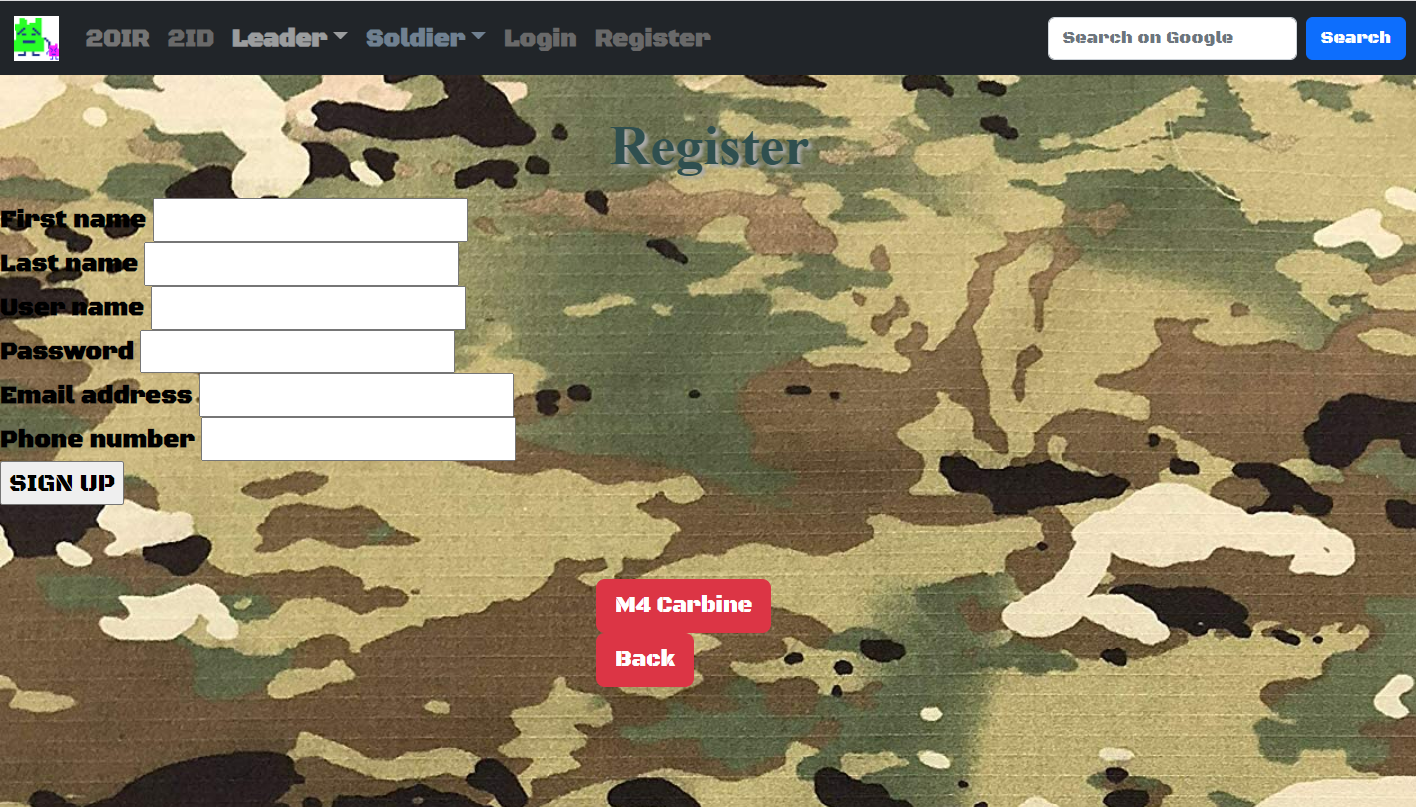 2OIR 2ID Leader Soldier Login Register Search on Google Search
Register
First name
Last name
User name
Password
Email address
Phone number
SIGN UP
M4 Carbine
Back